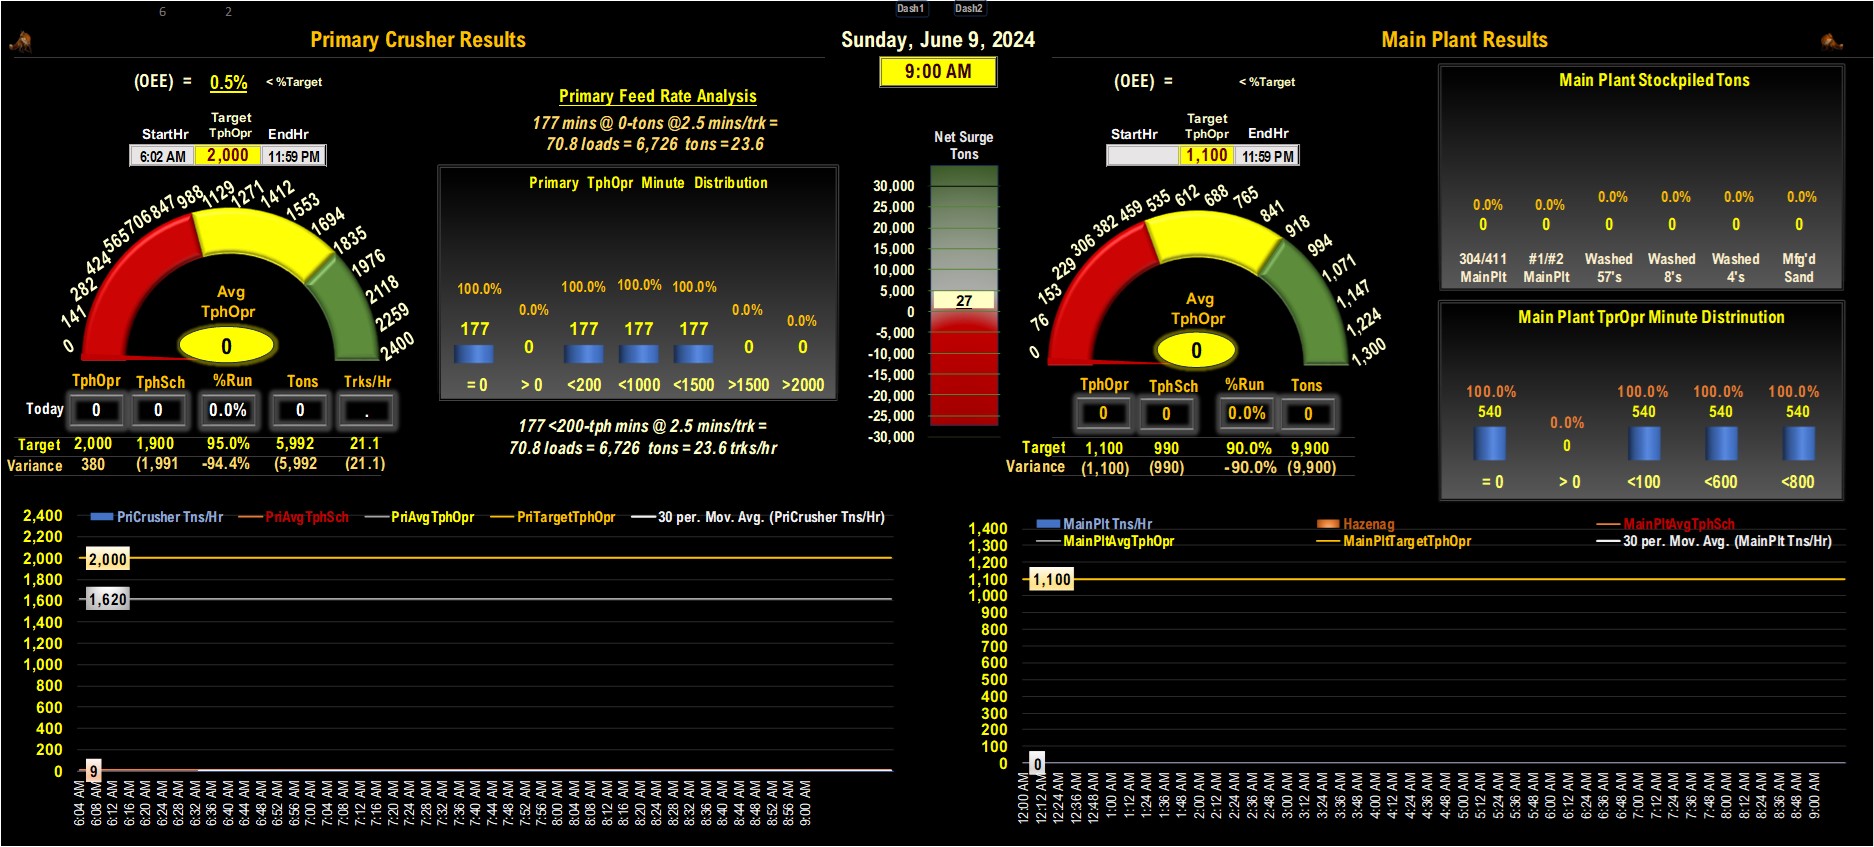 6 2
Dash1 Dash2
Primary Crusher Results
Sunday, June 9, 2024
9:00 AM
Main Plant Results
(OEE) = 0.5% < %Target
StartHr Target TphOpr EndHr
6:02 AM 2,000 11:59 PM
0 141 282 424 565 706 847 988 1129 1271 1412 1553 1694 1835 1976 2118 2259 2400
Avg
TphOpr
0
TphOpr TphSch %Run Tons Trks/Hr
Today 0 0 0.0% 0 .
Target 2,000 1,900 95.0% 5,992 21.1
Variance 380 (1,991 -94.4% (5,992 (21.1)
Primary Feed Rate Analysis
177 mins @ 0-tons @2.5 mins/trk =
70.8 loads = 6,726 tons = 23.6
Primary TphOpr Minute Distribution
100.0% 0.0% 100.0% 100.0% 100.0% 0.0% 0.0%
177 0 177 177 177 0 0
= 0 > 0 <200 <1000 <1500 >1500 >2000
177 <200-tph mins @ 2.5 mins/trk =
70.8 loads = 6,726 tons = 23.6 trks/hr
Net Surge
Tons
30,000
25,000
20,000
15,000
10,000
5,000
27
0
-5,000
-10,000
-15,000
-20,000
-25,000
-30,000
(OEE) = < %Target
StartHr Target TphOpr EndHr
1,100 11:59 PM
0 76 153 229 306 382 459 535 612 688 765 841 918 994 1,071 1,147 1,224 1,300
Avg
TphOpr
0
TphOpr TphSch %Run Tons
0 0 0.0% 0
Target 1,100 990 90.0% 9,900
Variance (1,100) (990) -90.0% (9,900)
Main Plant Stockpiled Tons
0.0% 0.0% 0.0% 0.0% 0.0% 0.0%
0 0 0 0 0 0
304/411 #1/#2 Washed Washed Washed Mfg'd
MainPlt MainPlt 57's 8's 4's Sand
Main Plant TprOpr Minute Distrinution
100.0% 0.0% 100.0% 100.0% 100.0%
540 0 540 540 540
= 0 > 0 <100 <600 <800
PriCrusher Tns/Hr PriAvgTphSch PriAvgTphOpr PriTargetTphOpr 30 per. Mov. Avg. (PriCrusher Tns/Hr)
2,400
2,200
2,000
1,800
1,600
1,400
1,200
1,000
800
600
400
200
0
2,000
1,620
9
6:04 AM 6:08 AM 6:12 AM 6:16 AM 6:20 AM 6:24 AM 6:28 AM 6:32 AM 6:36 AM 6:40 AM 6:44 AM 6:48 AM 6:52 AM 6:56 AM 7:00 AM 7:04 AM 7:08 AM 7:12 AM 7:16 AM 7:20 AM 7:24 AM 7:28 AM 7:32 AM 7:36 AM 7:40 AM 7:44 AM 7:48 AM 7:52 AM 7:56 AM 8:00 AM 8:04 AM 8:08 AM 8:12 AM 8:16 AM 8:20 AM 8:24 AM 8:28 AM 8:32 AM 8:36 AM 8:40 AM 8:44 AM 8:48 AM 8:52 AM 8:56 AM 9:00 AM
MainPlt Tns/Hr Hazenag MainPltAvgTphSch
MainPltAvgTphOpr MainPltTargetTphOpr 30 per. Mov. Avg. (MainPlt Tns/Hr)
1,400
1,300
1,200
1,100
1,000
900
800
700
600
500
400
300
200
100
0
1,100
0
12:00 AM 12:12 AM 12:24 AM 12:36 AM 12:48 AM 1:00 AM 1:12 AM 1:24 AM 1:36 AM 1:48 AM 2:00 AM 2:12 AM 2:24 AM 2:36 AM 2:48 AM 3:00 AM 3:12 AM 3:24 AM 3:36 AM 3:48 AM 4:00 AM 4:12 AM 4:24 AM 4:36 AM 4:48 AM 5:00 AM 5:12 AM 5:24 AM 5:36 AM 5:48 AM 6:00 AM 6:12 AM 6:24 AM 6:36 AM 6:48 AM 7:00 AM 7:12 AM 7:24 AM 7:36 AM 7:48 AM 8:00 AM 8:12 AM 8:24 AM 8:36 AM 8:48 AM 9:00 AM